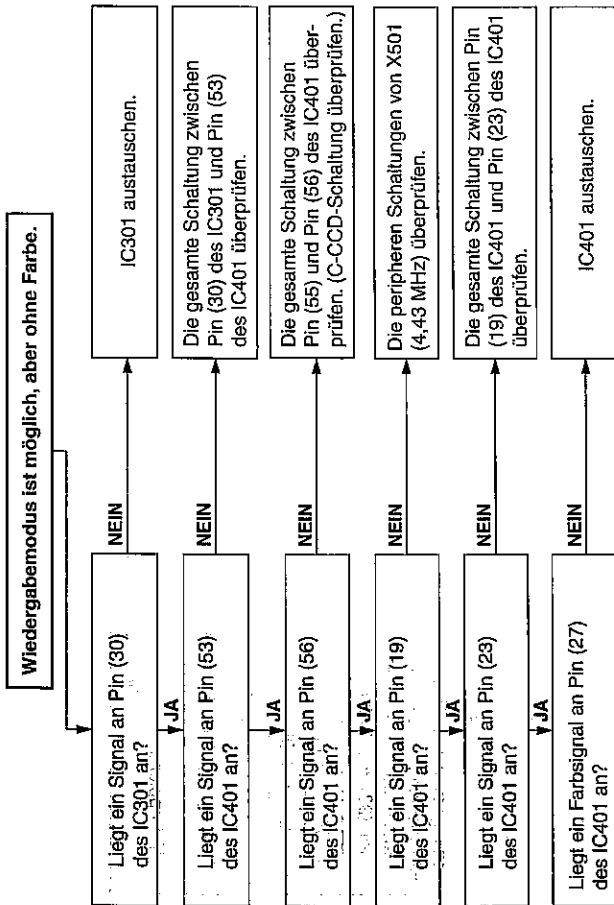 Wiedergabemodus ist möglich, aber ohne Farbe.
Liegt ein Signal an Pin (30)
des IC301 an?
NEIN
IC301 austauschen.
JA
Liegt ein Signal an Pin (53)
des IC401 an?
NEIN
Die gesamte Schaltung zwischen
Pin (30) des IC301 und Pin (53)
des IC401 überprüfen.
JA
Liegt ein Signal an Pin (56)
des IC401 an?
NEIN
Die gesamte Schaltung zwischen
Pin (55) und Pin (56) des IC401 über-
prüfen. (C-CCD-Schaltung überprüfen.)
JA
Liegt ein Signal an Pin (19)
des IC401 an?
NEIN
Die peripheren Schaltungen von X501
(4,43 MHz) überprüfen.
JA
Liegt ein Signal an Pin (23)
des IC401 an?
NEIN
Die gesamte Schaltung zwischen Pin
(19) des IC401 und Pin (23) des IC401
überprüfen.
JA
Liegt ein Farbsignal an Pin (27)
des IC401 an?
NEIN
IC401 austauschen.